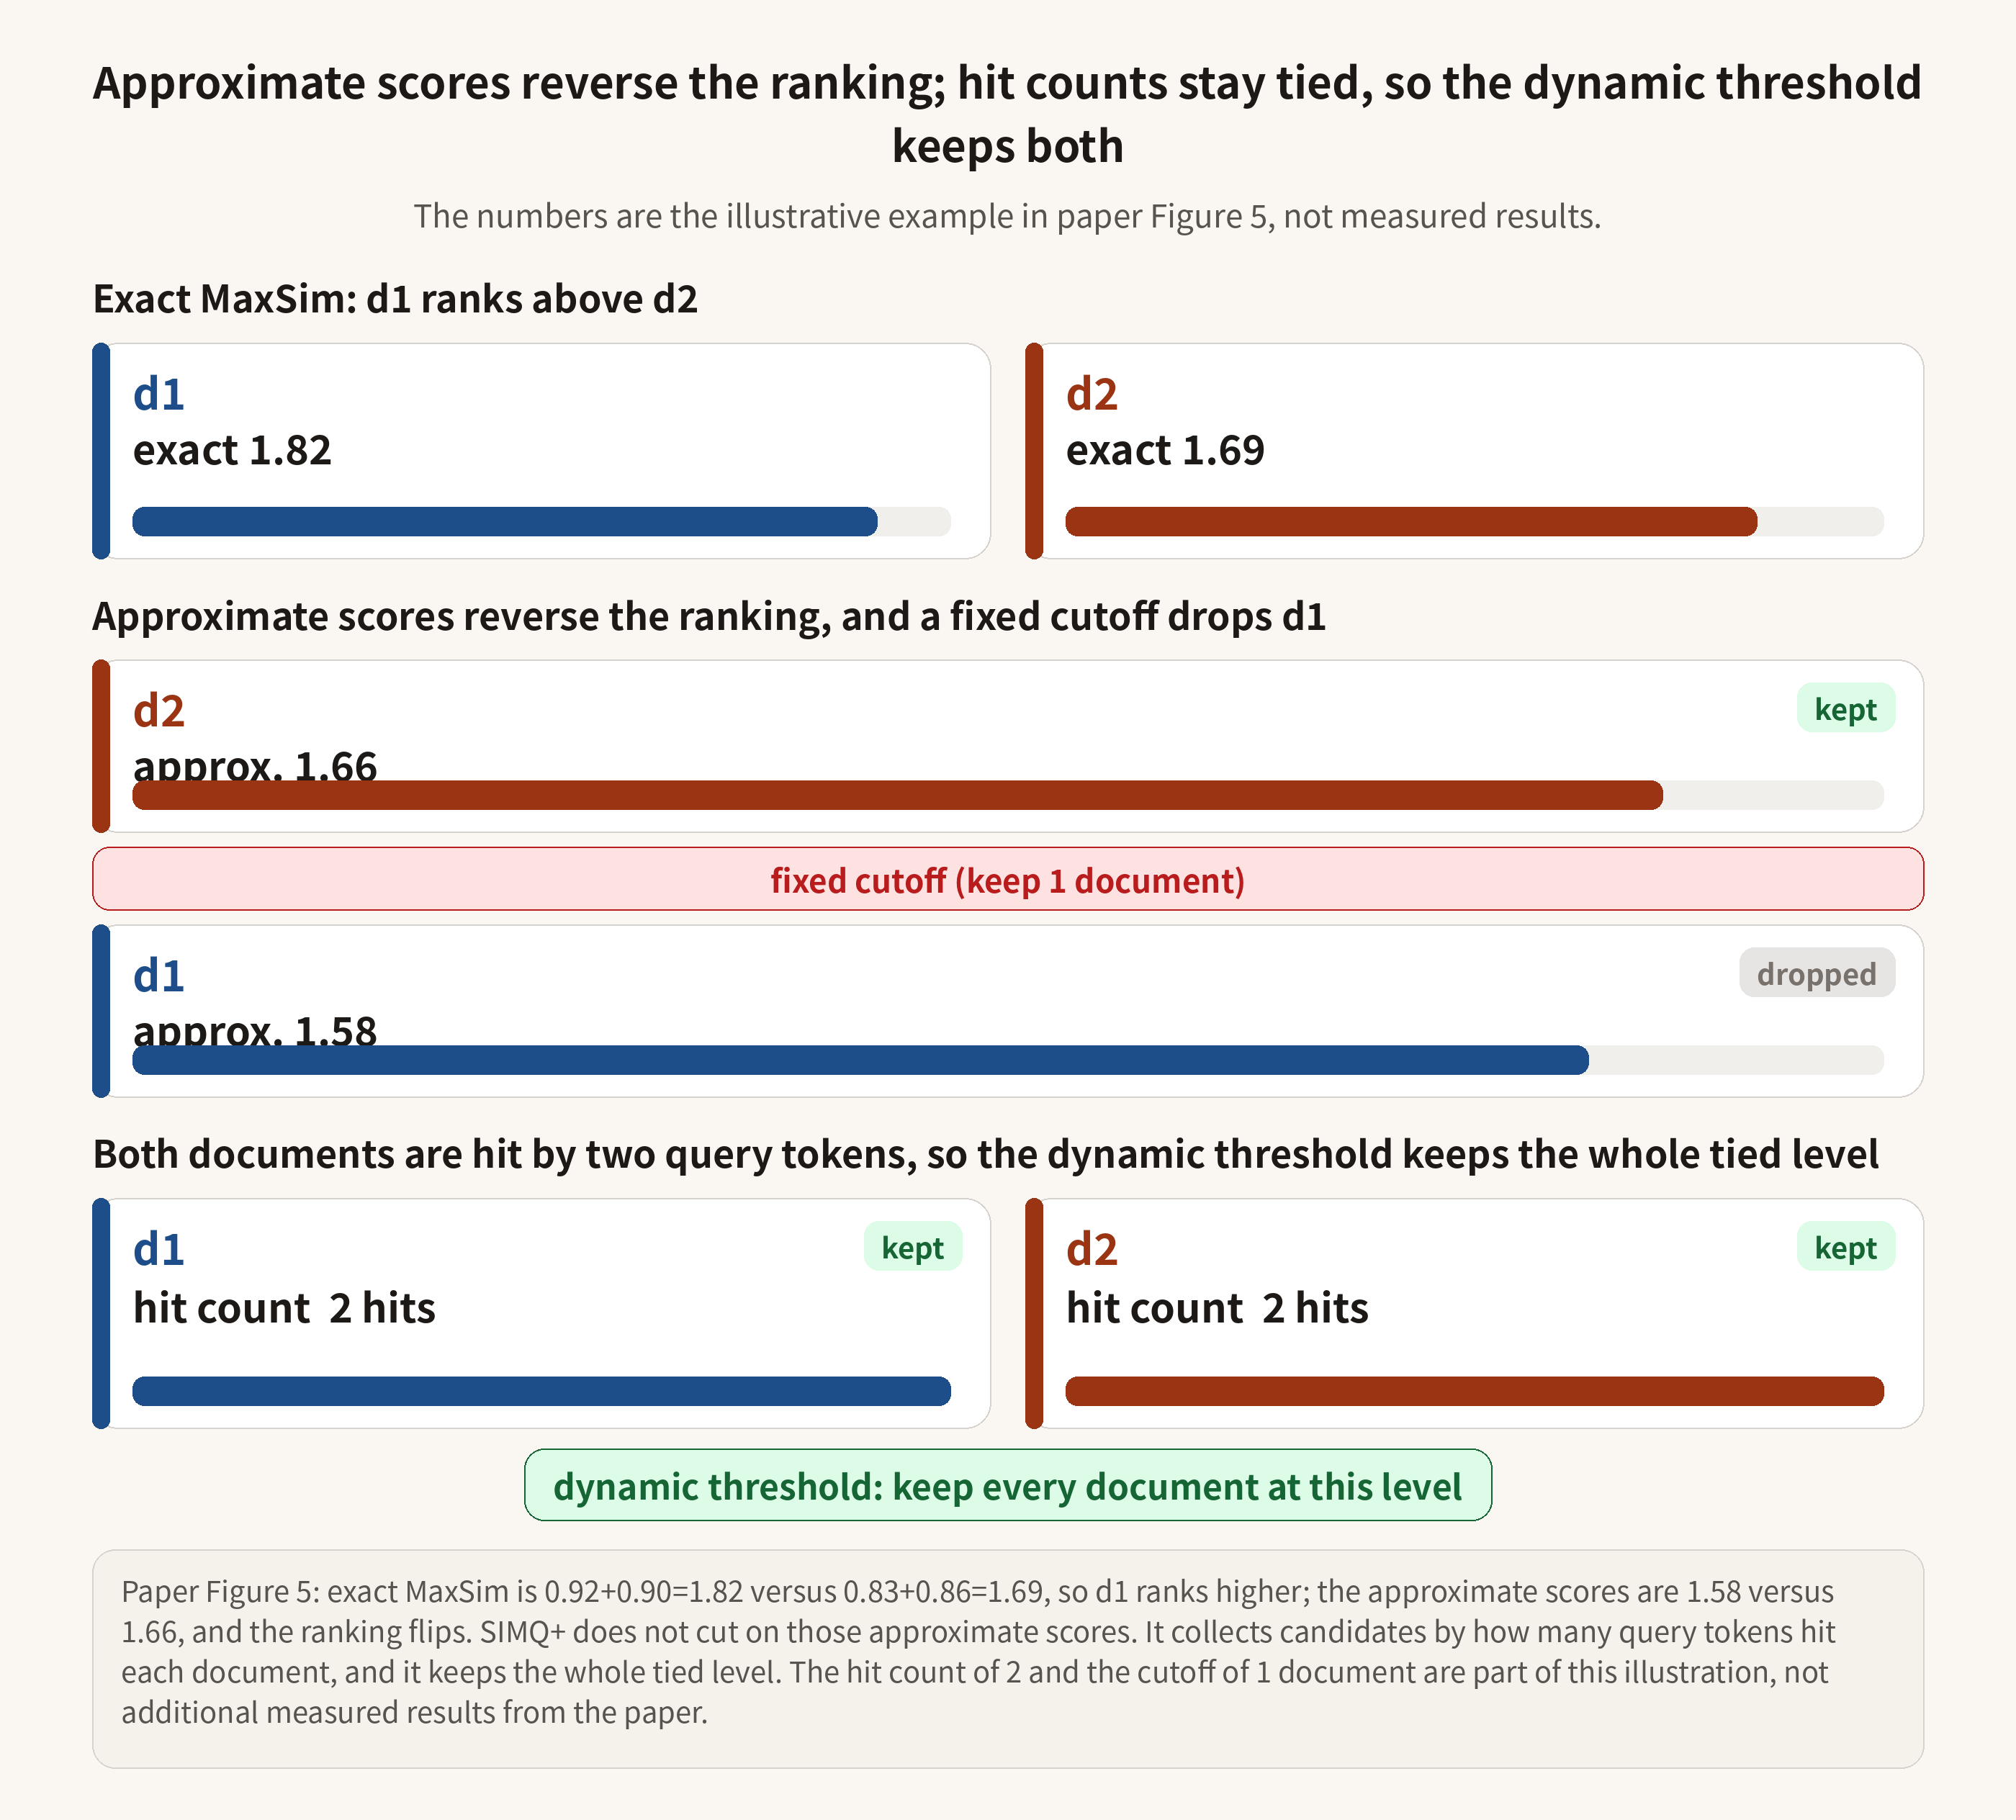 Approximate scores reverse the ranking; hit counts stay tied, so the dynamic threshold
keeps both
The numbers are the illustrative example in paper Figure 5, not measured results.
Exact MaxSim: d1 ranks above d2
d1
exact 1.82
d2
exact 1.69
Approximate scores reverse the ranking, and a fixed cutoff drops d1
d2
kept
approx. 1.66
fixed cutoff (keep 1 document)
d1
dropped
approx. 1.58
Both documents are hit by two query tokens, so the dynamic threshold keeps the whole tied level
d1
kept
hit count  2 hits
d2
kept
hit count  2 hits
dynamic threshold: keep every document at this level
Paper Figure 5: exact MaxSim is 0.92+0.90=1.82 versus 0.83+0.86=1.69, so d1 ranks higher; the approximate scores are 1.58 versus
1.66, and the ranking flips. SIMQ+ does not cut on those approximate scores. It collects candidates by how many query tokens hit
each document, and it keeps the whole tied level. The hit count of 2 and the cutoff of 1 document are part of this illustration, not
additional measured results from the paper.